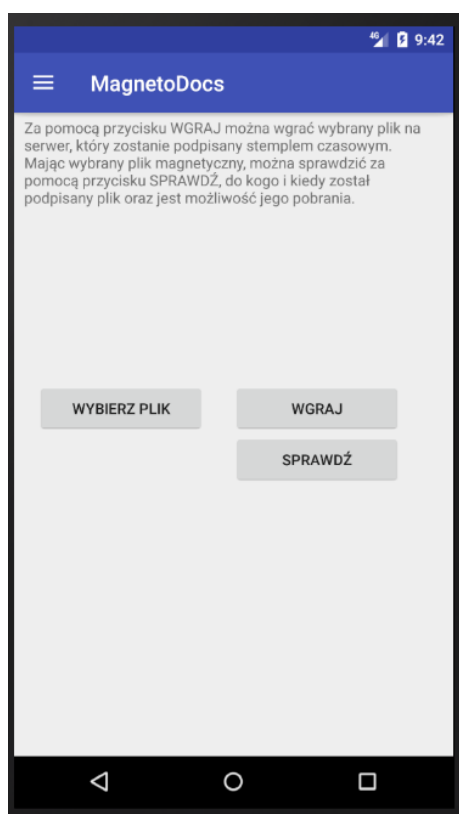 4G 9:42
MagnetoDocs
Za pomocą przycisku WGRAJ można wgrać wybrany plik na
serwer, który zostanie podpisany stemplem czasowym.
Mając wybrany plik magnetyczny, można sprawdzić za
pomocą przycisku SPRAWDŹ, do kogo i kiedy został
podpisany plik oraz jest możliwość jego pobrania.
WYBIERZ PLIK WGRAJ
SPRAWDŹ